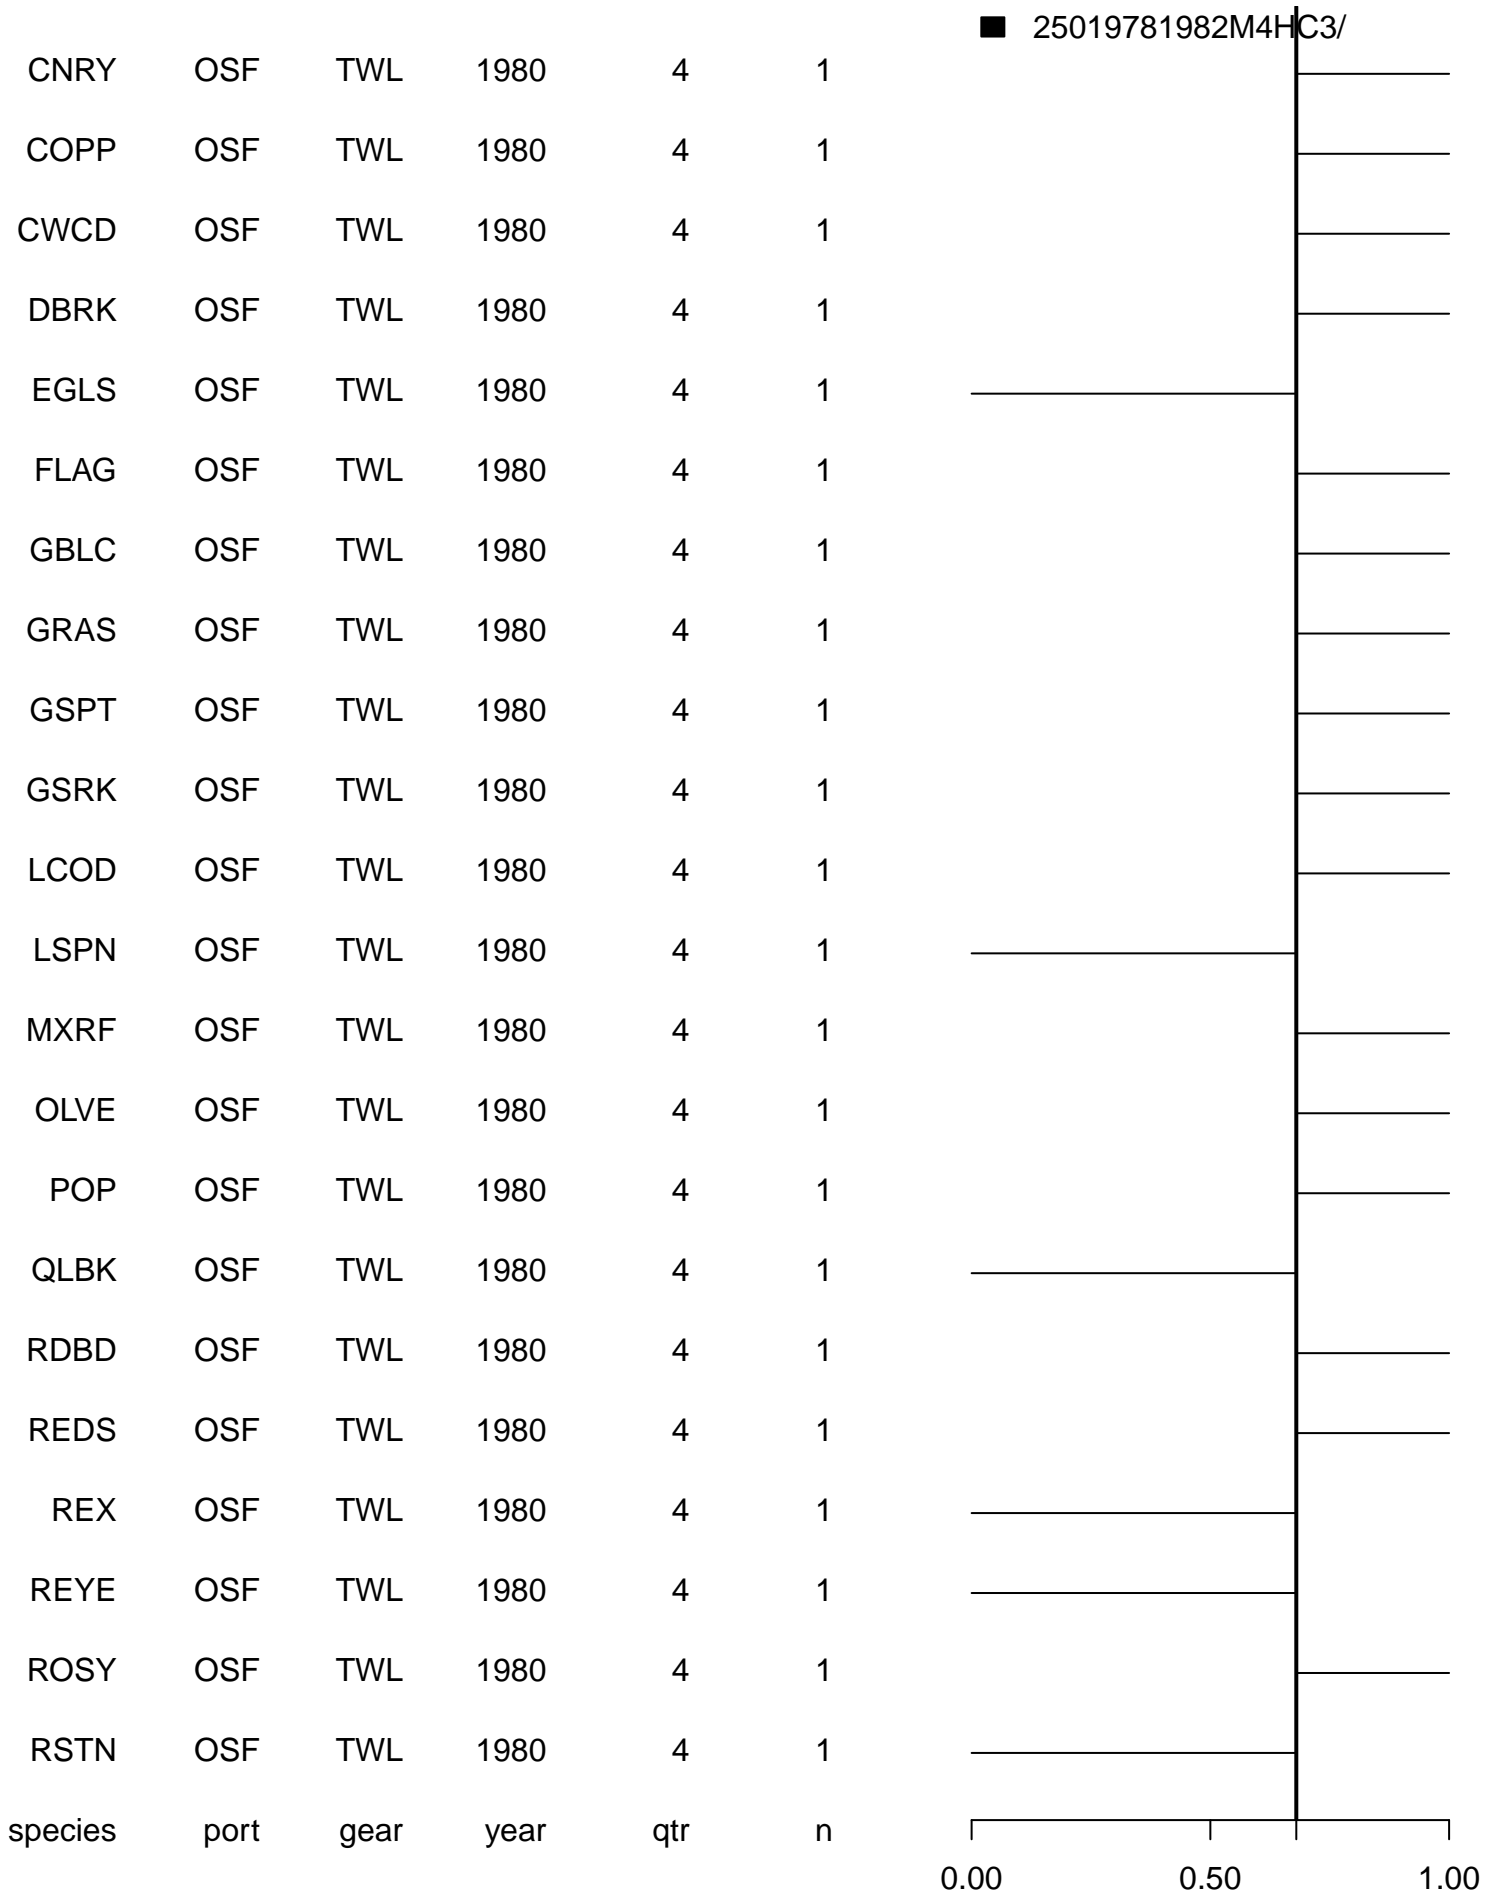 25019781982M4HC3/
CNRY OSF TWL 1980 4 1
COPP OSF TWL 1980 4 1
CWCD OSF TWL 1980 4 1
DBRK OSF TWL 1980 4 1
EGLS OSF TWL 1980 4 1
FLAG OSF TWL 1980 4 1
GBLC OSF TWL 1980 4 1
GRAS OSF TWL 1980 4 1
GSPT OSF TWL 1980 4 1
GSRK OSF TWL 1980 4 1
LCOD OSF TWL 1980 4 1
LSPN OSF TWL 1980 4 1
MXRF OSF TWL 1980 4 1
OLVE OSF TWL 1980 4 1
POP OSF TWL 1980 4 1
QLBK OSF TWL 1980 4 1
RDBD OSF TWL 1980 4 1
REDS OSF TWL 1980 4 1
REX OSF TWL 1980 4 1
REYE OSF TWL 1980 4 1
ROSY OSF TWL 1980 4 1
RSTN OSF TWL 1980 4 1
species port gear year qtr n
0.00 0.50 1.00